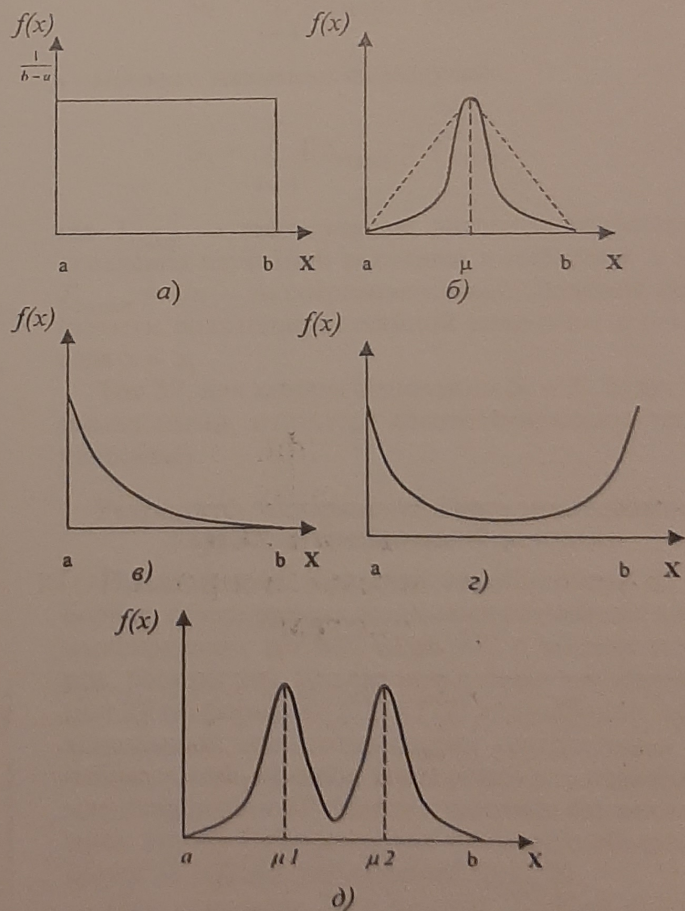 f(x) f(x)
1
b-a
a b X a μ b X
а) б)
f(x) f(x)
a b X a b X
в) г)
f(x)
a μ1 μ2 b X
д)